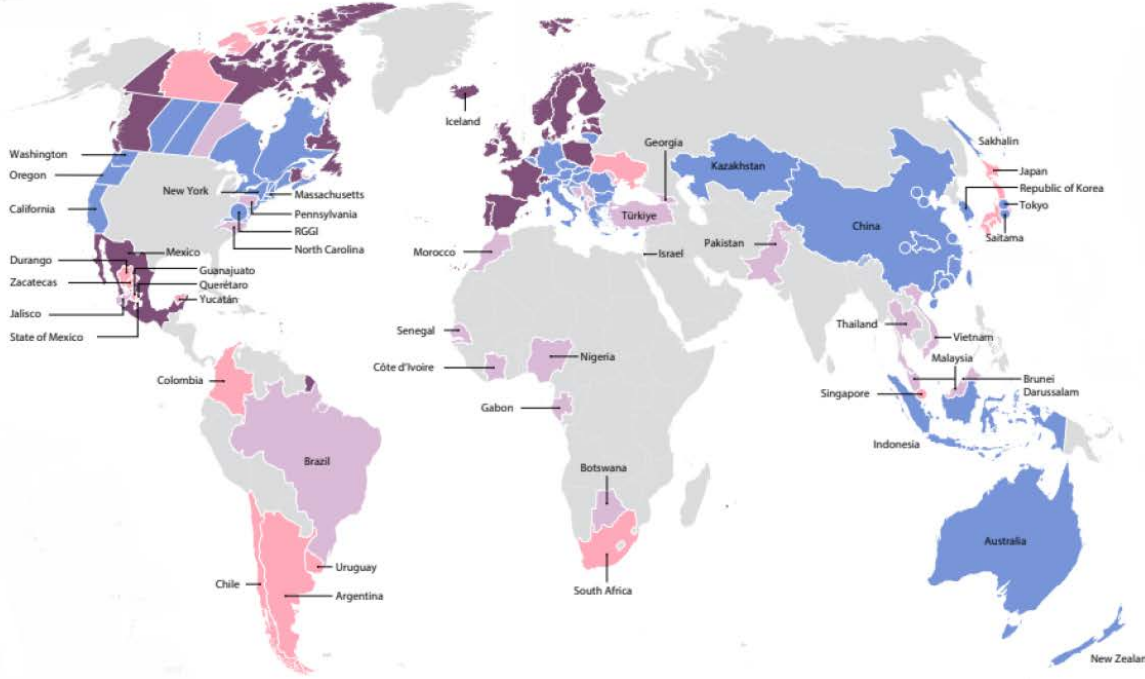 Washington
Oregon
California
New York
Massachusetts
Pennsylvania
RGGI
North Carolina
Mexico
Durango
Guanajuato
Zacatecas
Querétaro
Yucatán
Jalisco
State of Mexico
Colombia
Brazil
Uruguay
Chile
Argentina
Iceland
Georgia
Türkiye
Morocco
Israel
Senegal
Côte d'Ivoire
Nigeria
Gabon
Botswana
South Africa
Kazakhstan
China
Pakistan
Sakhalin
Japan
Republic of Korea
Tokyo
Saitama
Thailand
Vietnam
Malaysia
Brunei
Darussalam
Singapore
Indonesia
Australia
New Zealan